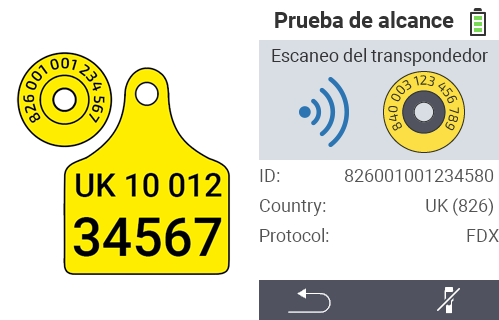 826 001 001 234 567
UK 10 012
34567
Prueba de alcance
Escaneo del transpondedor
840 003 123 456 789
ID: 826001001234580
Country: UK (826)
Protocol: FDX